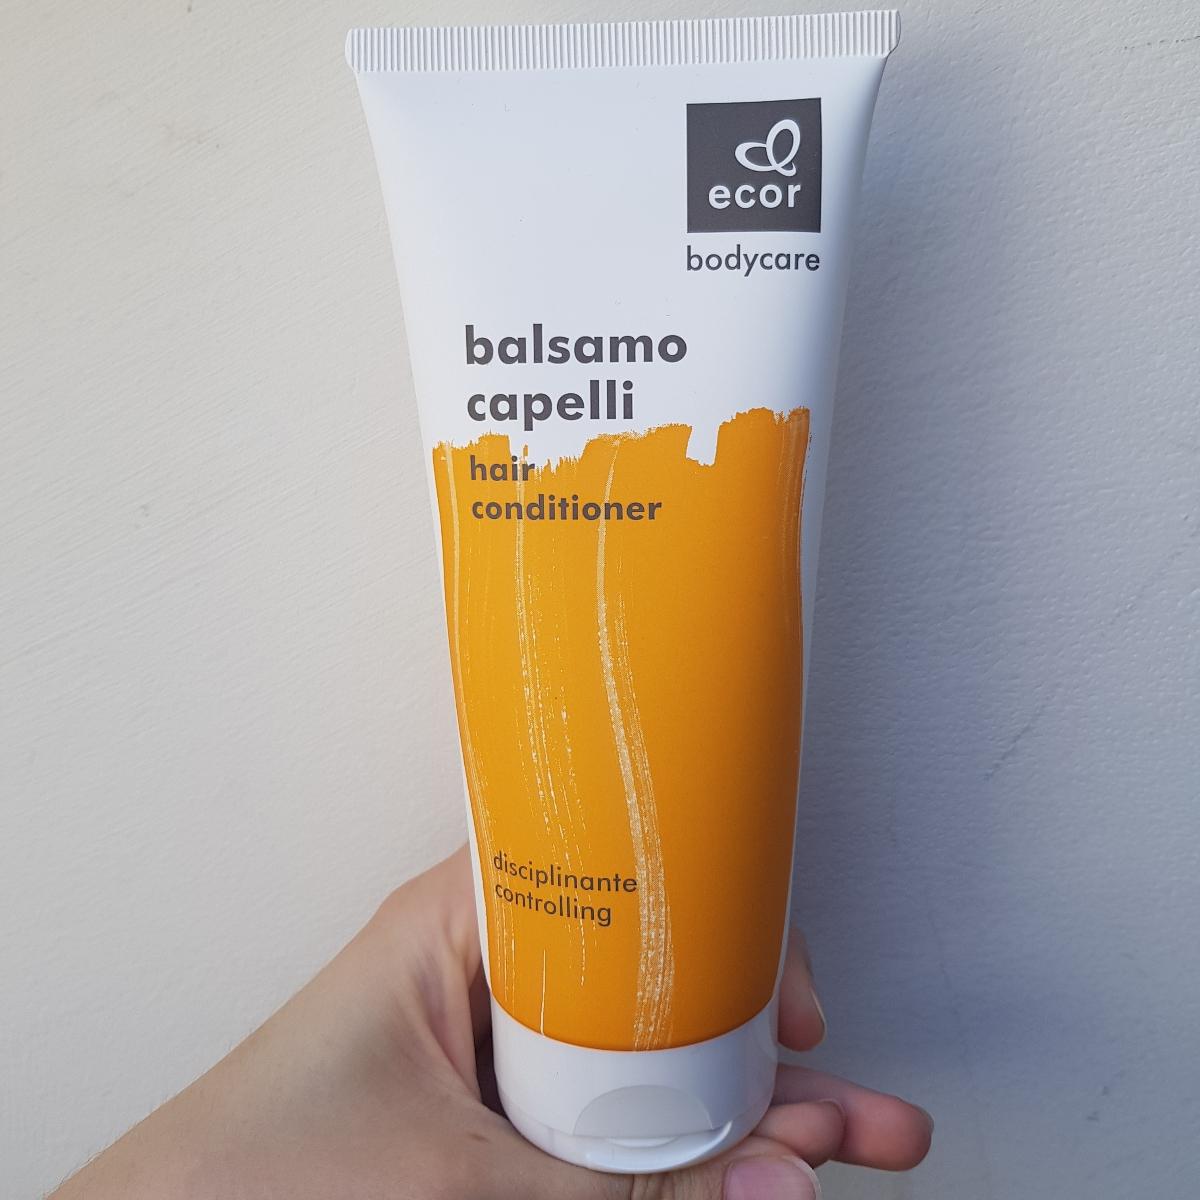 ecor
bodycare
balsamo
capelli
hair
conditioner
disciplinante
controlling